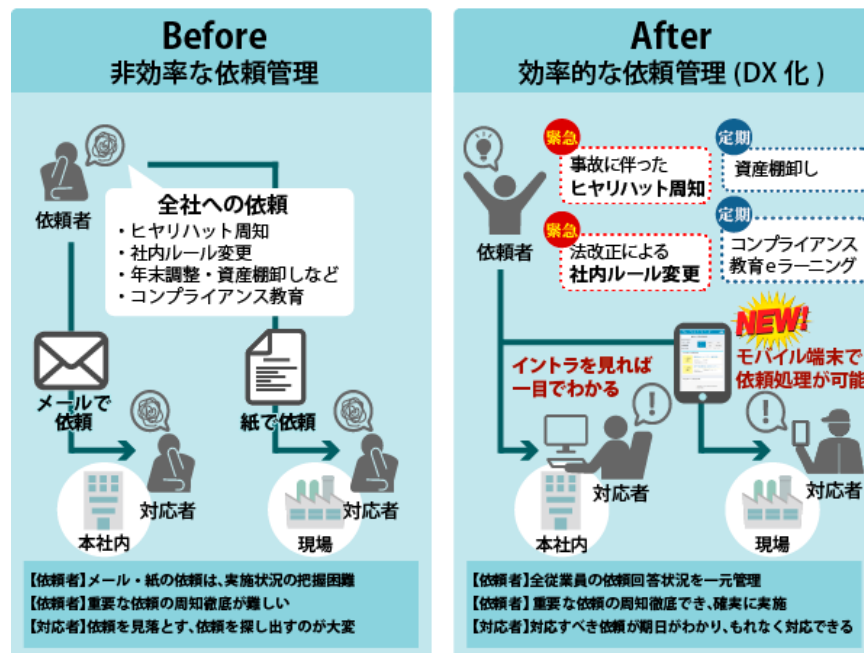 Before
非効率な依頼管理
依頼者
全社への依頼
・ヒヤリハット周知
・社内ルール変更
・年末調整・資産棚卸しなど
・コンプライアンス教育
メールで
依頼
紙で依頼
対応者
対応者
本社内
現場
【依頼者】メール・紙の依頼は、実施状況の把握困難
【依頼者】重要な依頼の周知徹底が難しい
【対応者】依頼を見落とす、依頼を探し出すのが大変
After
効率的な依頼管理 (DX 化 )
依頼者
緊急
事故に伴った
ヒヤリハット周知
定期
資産棚卸し
緊急
法改正による
社内ルール変更
定期
コンプライアンス
教育 e ラーニング
イントラを見れば
一目でわかる
NEW!
モバイル端末で
依頼処理が可能
対応者
対応者
本社内
現場
【依頼者】全従業員の依頼回答状況を一元管理
【依頼者】重要な依頼の周知徹底でき、確実に実施
【対応者】対応すべき依頼が期日がわかり、もれなく対応できる